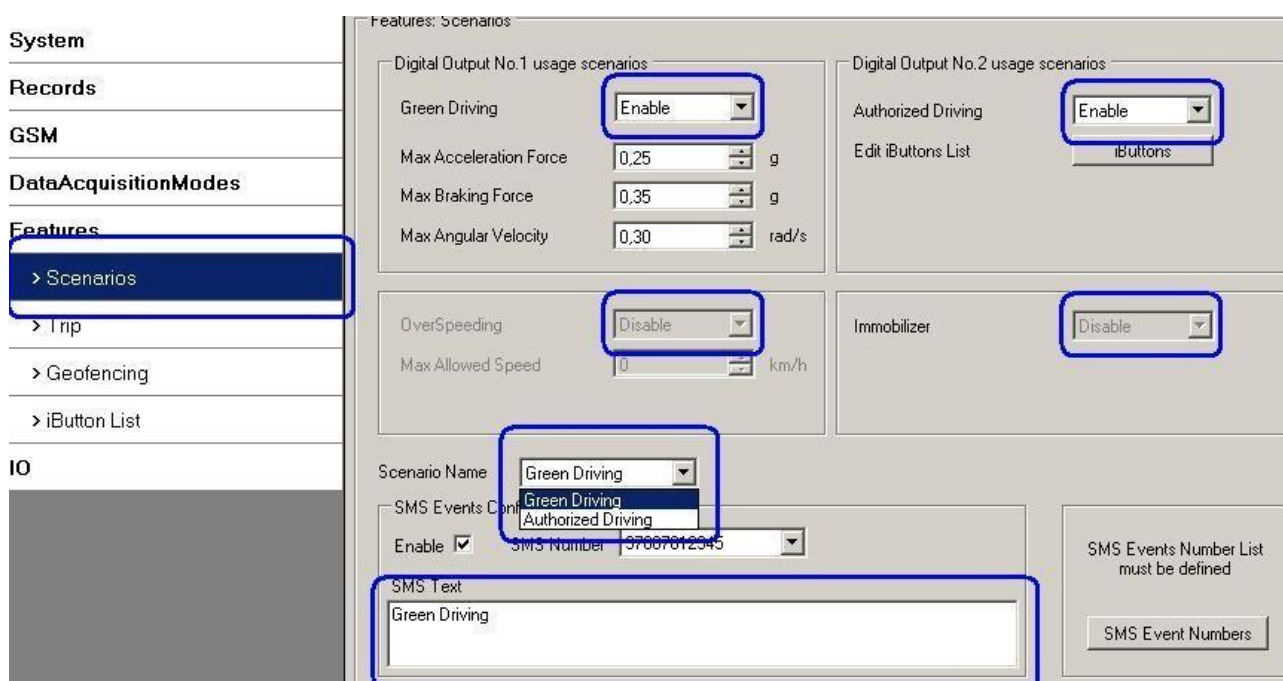 System
Records
GSM
DataAcquisitionModes
Features
> Scenarios
> Trip
> Geofencing
> iButton List
IO
Features: Scenarios
Digital Output No.1 usage scenarios
Green Driving Enable
Max Acceleration Force 0,25 g
Max Braking Force 0,35 g
Max Angular Velocity 0,30 rad/s
Digital Output No.2 usage scenarios
Authorized Driving Enable
Edit iButtons List iButtons
OverSpeeding Disable
Max Allowed Speed 0 km/h
Immobilizer Disable
Scenario Name Green Driving
Green Driving
Authorized Driving
SMS Events
Enable SMS Number
SMS Text
Green Driving
SMS Events Number List
must be defined
SMS Event Numbers